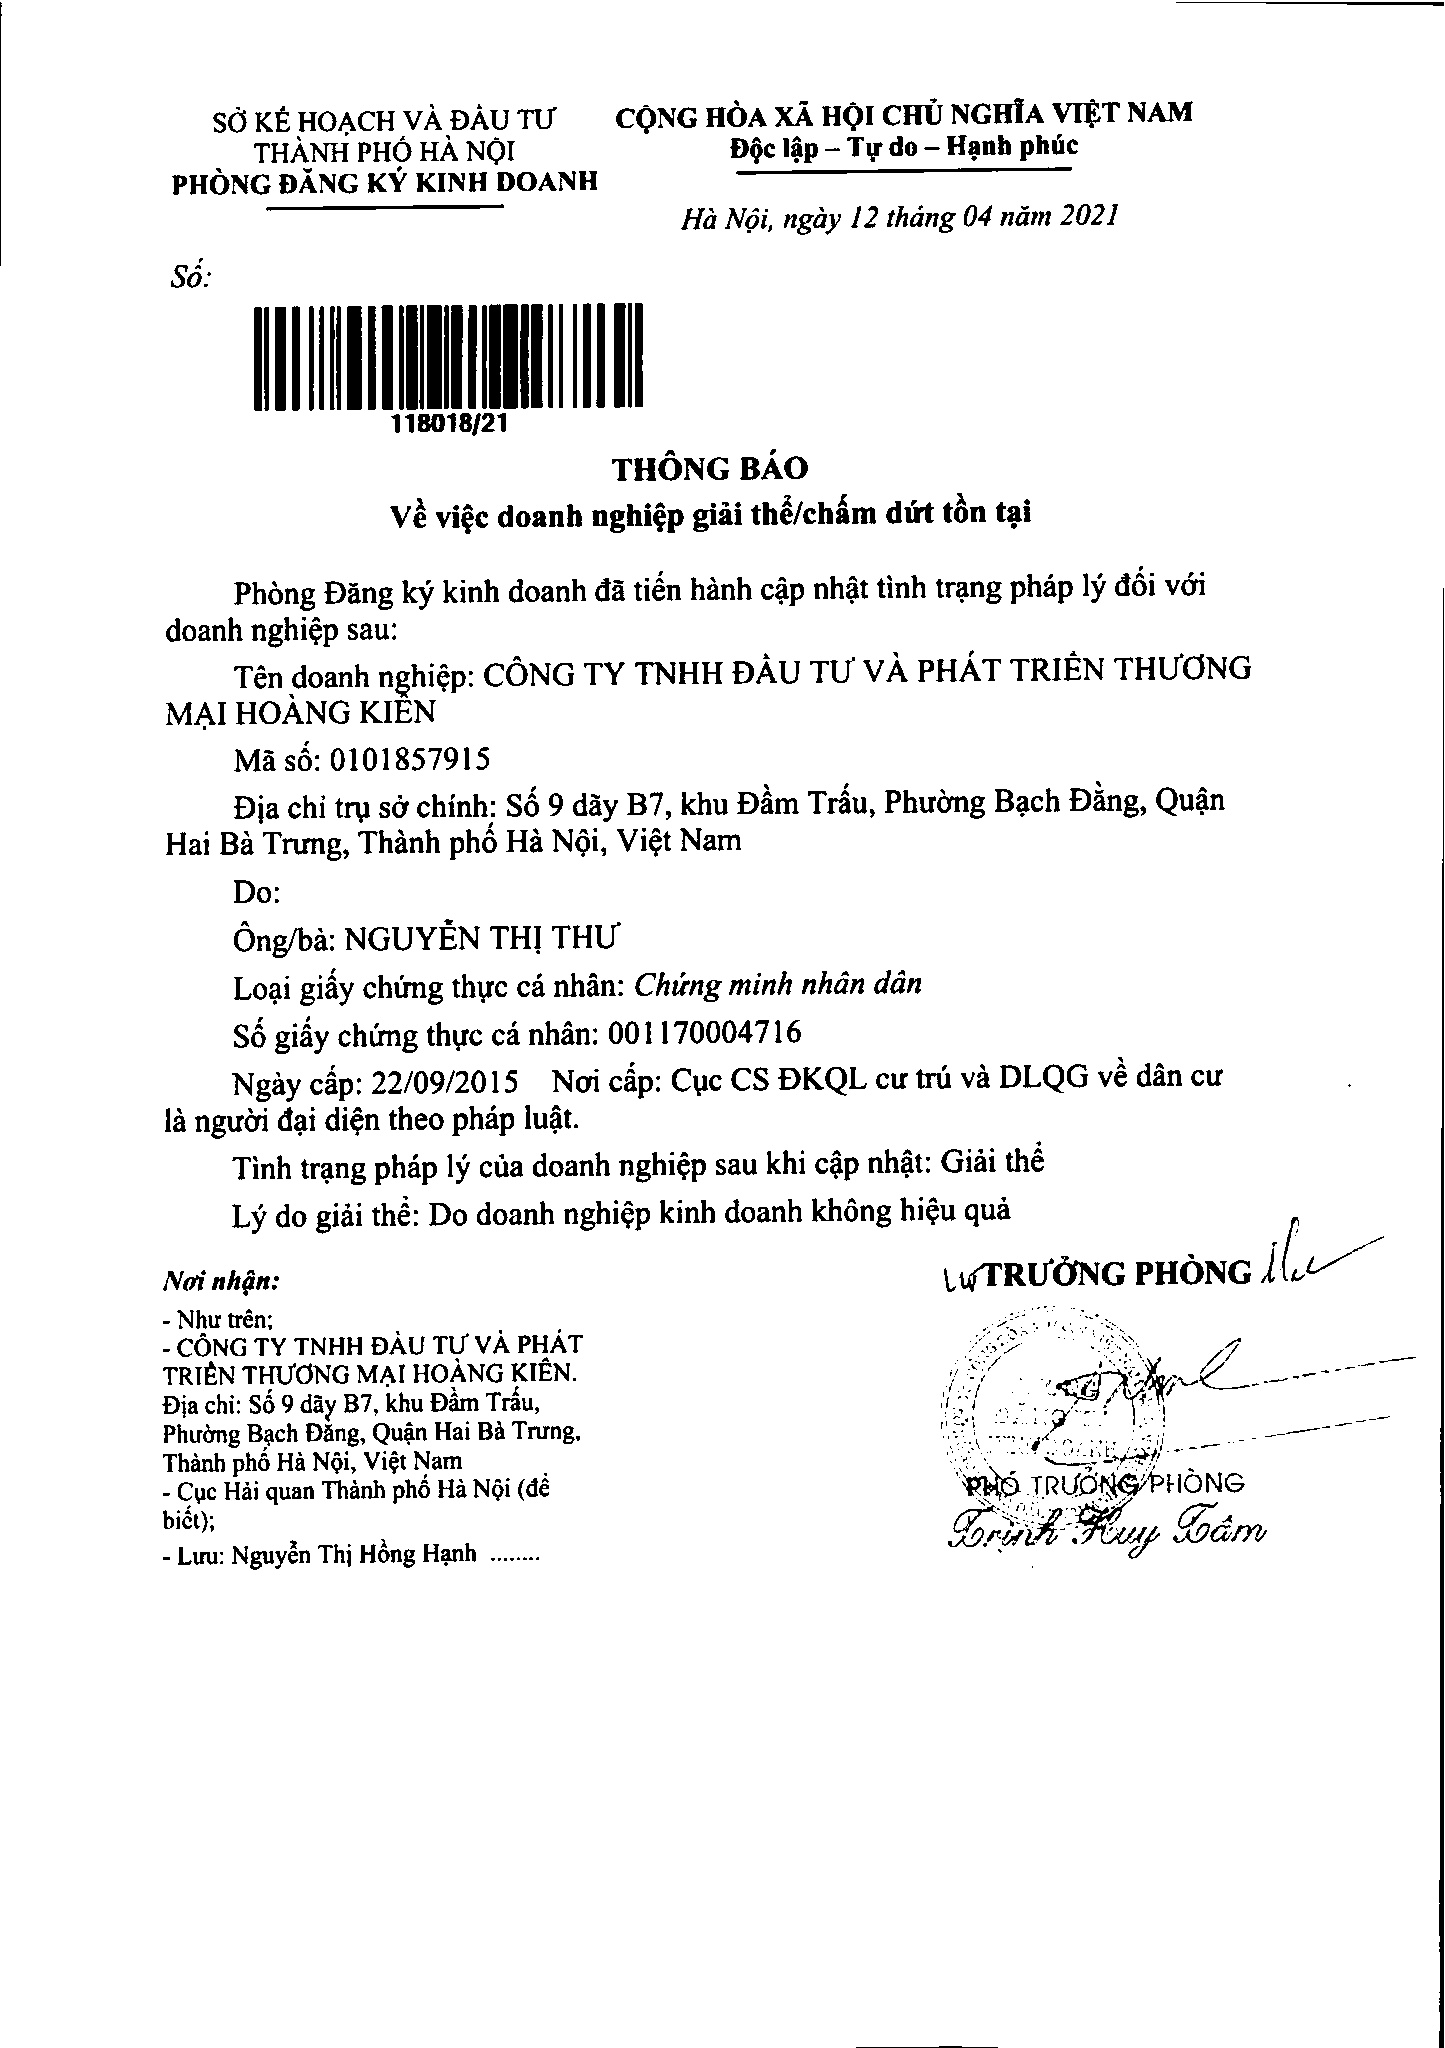 SỞ KẾ HOẠCH VÀ ĐẦU TƯ
THÀNH PHỐ HÀ NỘI
PHÒNG ĐĂNG KÝ KINH DOANH
CỘNG HÒA XÃ HỘI CHỦ NGHĨA VIỆT NAM
Độc lập – Tự do – Hạnh phúc
Hà Nội, ngày 12 tháng 04 năm 2021
Số:
118018/21
THÔNG BÁO
Về việc doanh nghiệp giải thể/chấm dứt tồn tại
Phòng Đăng ký kinh doanh đã tiến hành cập nhật tình trạng pháp lý đối với
doanh nghiệp sau:
Tên doanh nghiệp: CÔNG TY TNHH ĐẦU TƯ VÀ PHÁT TRIỂN THƯƠNG
MẠI HOÀNG KIÊN
Mã số: 0101857915
Địa chỉ trụ sở chính: Số 9 dãy B7, khu Đầm Trấu, Phường Bạch Đằng, Quận
Hai Bà Trưng, Thành phố Hà Nội, Việt Nam
Do:
Ông/bà: NGUYỄN THỊ THƯ
Loại giấy chứng thực cá nhân: Chứng minh nhân dân
Số giấy chứng thực cá nhân: 001170004716
Ngày cấp: 22/09/2015 Nơi cấp: Cục CS ĐKQL cư trú và DLQG về dân cư
là người đại diện theo pháp luật.
Tình trạng pháp lý của doanh nghiệp sau khi cập nhật: Giải thể
Lý do giải thể: Do doanh nghiệp kinh doanh không hiệu quả
Nơi nhận:
- Như trên;
- CÔNG TY TNHH ĐẦU TƯ VÀ PHÁT
TRIỂN THƯƠNG MẠI HOÀNG KIÊN.
Địa chỉ: Số 9 dãy B7, khu Đầm Trấu,
Phường Bạch Đằng, Quận Hai Bà Trưng,
Thành phố Hà Nội, Việt Nam
- Cục Hải quan Thành phố Hà Nội (để
biết);
- Lưu: Nguyễn Thị Hồng Hạnh ........
TRƯỞNG PHÒNG
PHÓ TRƯỞNG PHÒNG
Trịnh Huy Tâm